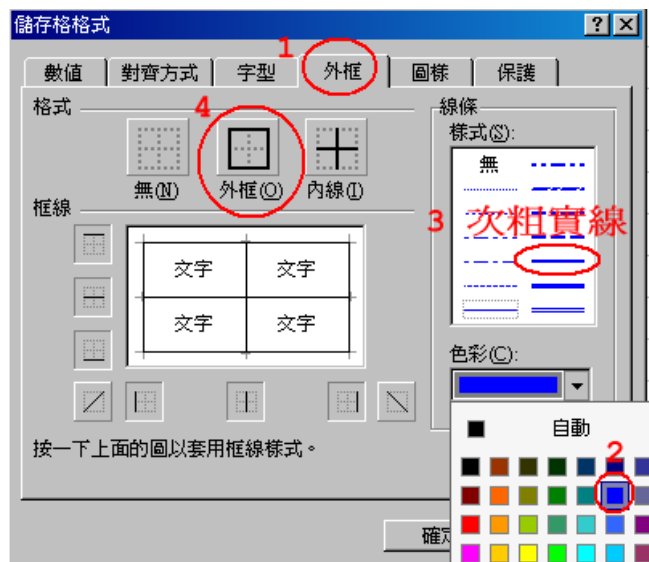 儲存格格式
1
數值 對齊方式 字型 外框 圖樣 保護
格式
4
無(N) 外框(O) 內線(I)
框線
文字 文字
文字 文字
按一下上面的圖以套用框線樣式。
線條
樣式(S):
無
3 次粗實線
色彩(C):
自動
2
確定